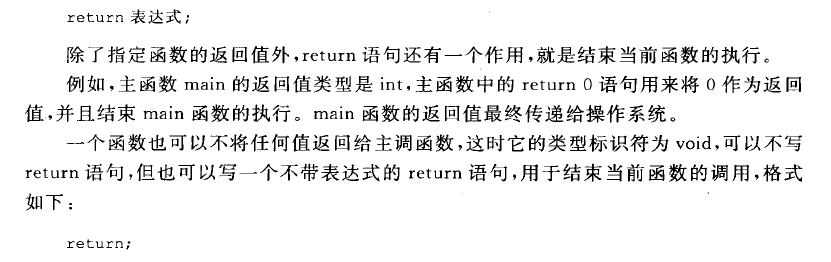 return 表达式;
除了指定函数的返回值外,return 语句还有一个作用,就是结束当前函数的执行。
例如,主函数 main 的返回值类型是 int,主函数中的 return 0 语句用来将 0 作为返回
值,并且结束 main 函数的执行。main 函数的返回值最终传递给操作系统。
一个函数也可以不将任何值返回给主调函数,这时它的类型标识符为 void,可以不写
return 语句,但也可以写一个不带表达式的 return 语句,用于结束当前函数的调用,格式
如下:
return;